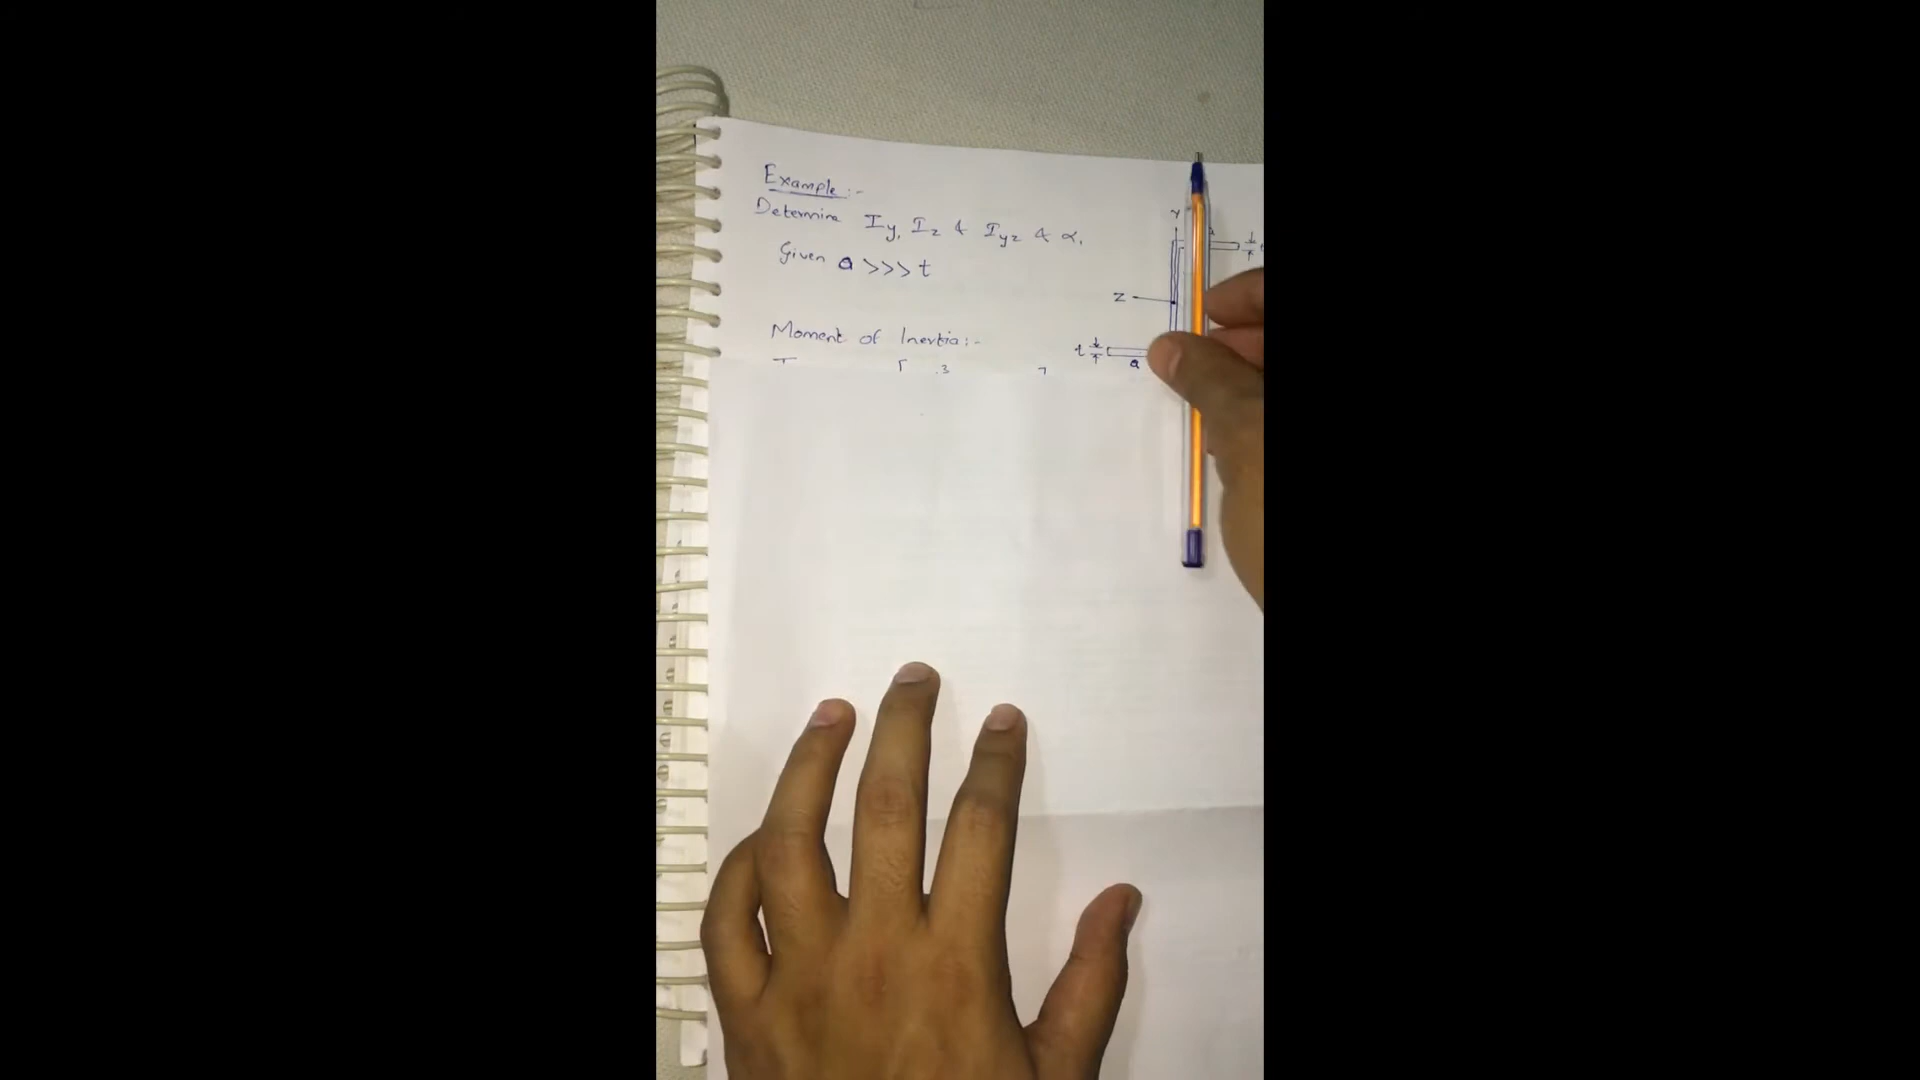 Example:-
Determine Iy, Iz & Iyz & α.
Given a >>> t
Y
Z
t
a
Moment of Inertia:-